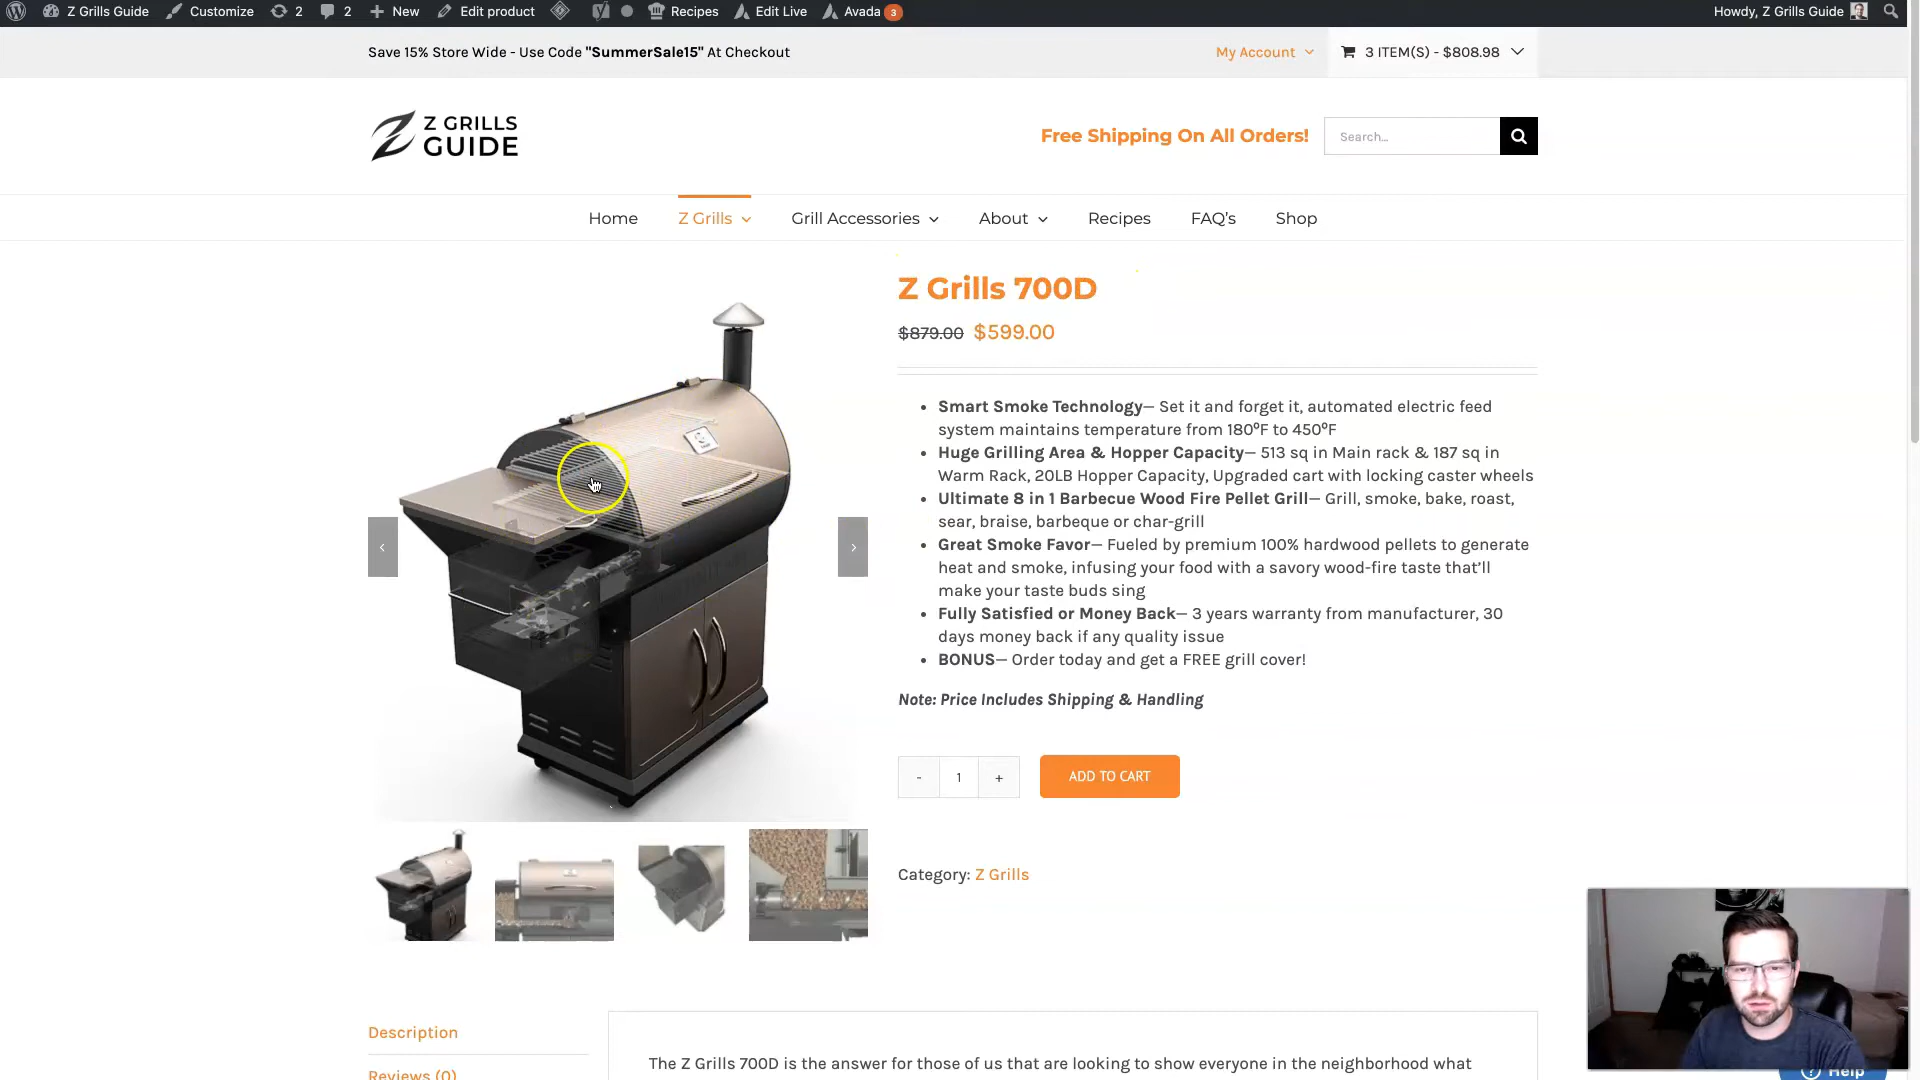 Z Grills Guide Customize 2 2 New Edit product Recipes Edit Live Avada 3 Howdy, Z Grills Guide
Save 15% Store Wide - Use Code "SummerSale15" At Checkout
My Account
3 ITEM(S) - $808.98
Z GRILLS
GUIDE
Free Shipping On All Orders!
Search...
Home Z Grills Grill Accessories About Recipes FAQ's Shop
Z Grills 700D
$879.00 $599.00
• Smart Smoke Technology— Set it and forget it, automated electric feed
system maintains temperature from 180°F to 450°F
• Huge Grilling Area & Hopper Capacity— 513 sq in Main rack & 187 sq in
Warm Rack, 20LB Hopper Capacity, Upgraded cart with locking caster wheels
• Ultimate 8 in 1 Barbecue Wood Fire Pellet Grill— Grill, smoke, bake, roast,
sear, braise, barbeque or char-grill
• Great Smoke Favor— Fueled by premium 100% hardwood pellets to generate
heat and smoke, infusing your food with a savory wood-fire taste that'll
make your taste buds sing
• Fully Satisfied or Money Back— 3 years warranty from manufacturer, 30
days money back if any quality issue
• BONUS— Order today and get a FREE grill cover!
Note: Price Includes Shipping & Handling
- 1 +
ADD TO CART
Category: Z Grills
Description
Reviews (0)
The Z Grills 700D is the answer for those of us that are looking to show everyone in the neighborhood what
Help